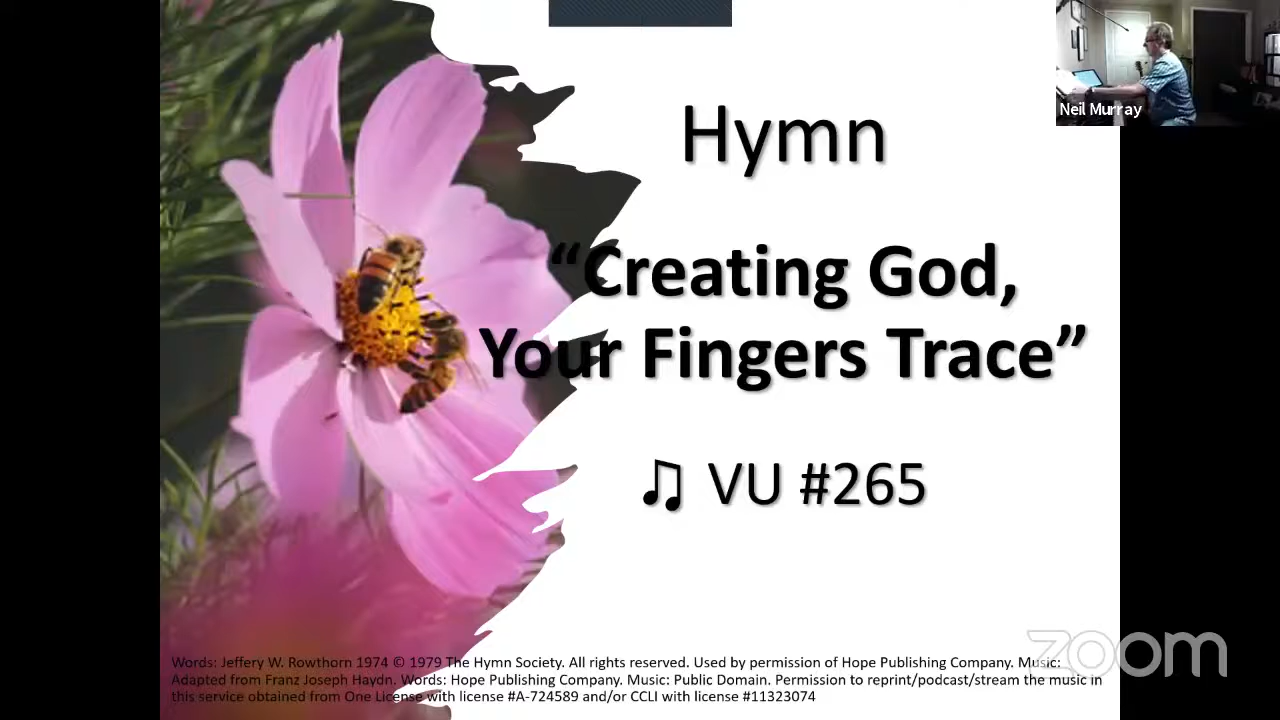 Neil Murray
Hymn
“Creating God,
Your Fingers Trace”
♫ VU #265
Words: Jeffery W. Rowthorn 1974 © 1979 The Hymn Society. All rights reserved. Used by permission of Hope Publishing Company. Music:
Adapted from Franz Joseph Haydn. Words: Hope Publishing Company. Music: Public Domain. Permission to reprint/podcast/stream the music in
this service obtained from One License with license #A-724589 and/or CCLI with license #11323074
zoom